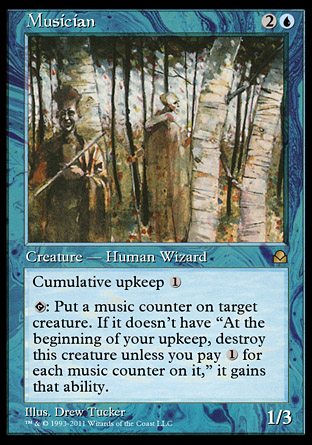 Musician 2
Creature — Human Wizard
Cumulative upkeep 1
: Put a music counter on target
creature. If it doesn't have “At the
beginning of your upkeep, destroy
this creature unless you pay 1 for
each music counter on it,” it gains
that ability.
Illus. Drew Tucker
™ & © 1993-2011 Wizards of the Coast LLC
1/3